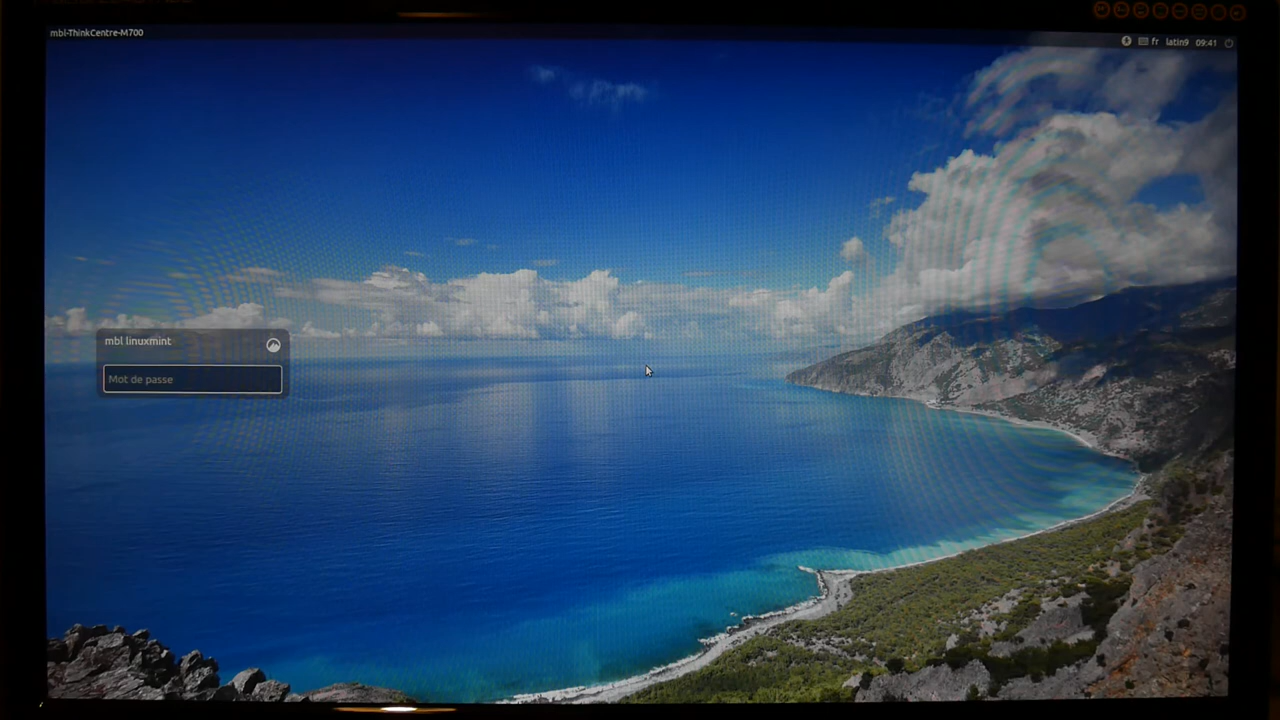 mbl-ThinkCentre-M700
fr latin9 09:41
mbl linuxmint
Mot de passe